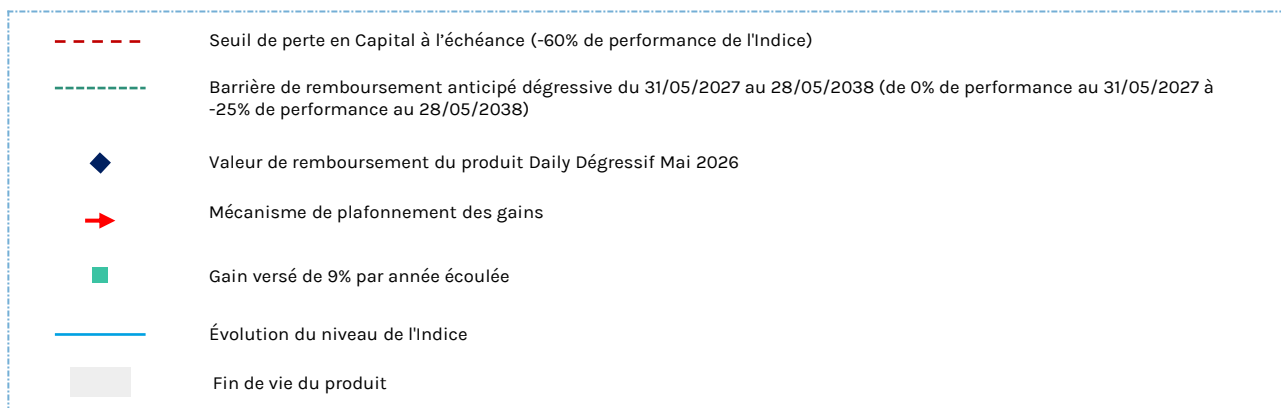 Seuil de perte en Capital à l’échéance (-60% de performance de l'Indice)
Barrière de remboursement anticipé dégressive du 31/05/2027 au 28/05/2038 (de 0% de performance au 31/05/2027 à
-25% de performance au 28/05/2038)
Valeur de remboursement du produit Daily Dégressif Mai 2026
Mécanisme de plafonnement des gains
Gain versé de 9% par année écoulée
Évolution du niveau de l'Indice
Fin de vie du produit